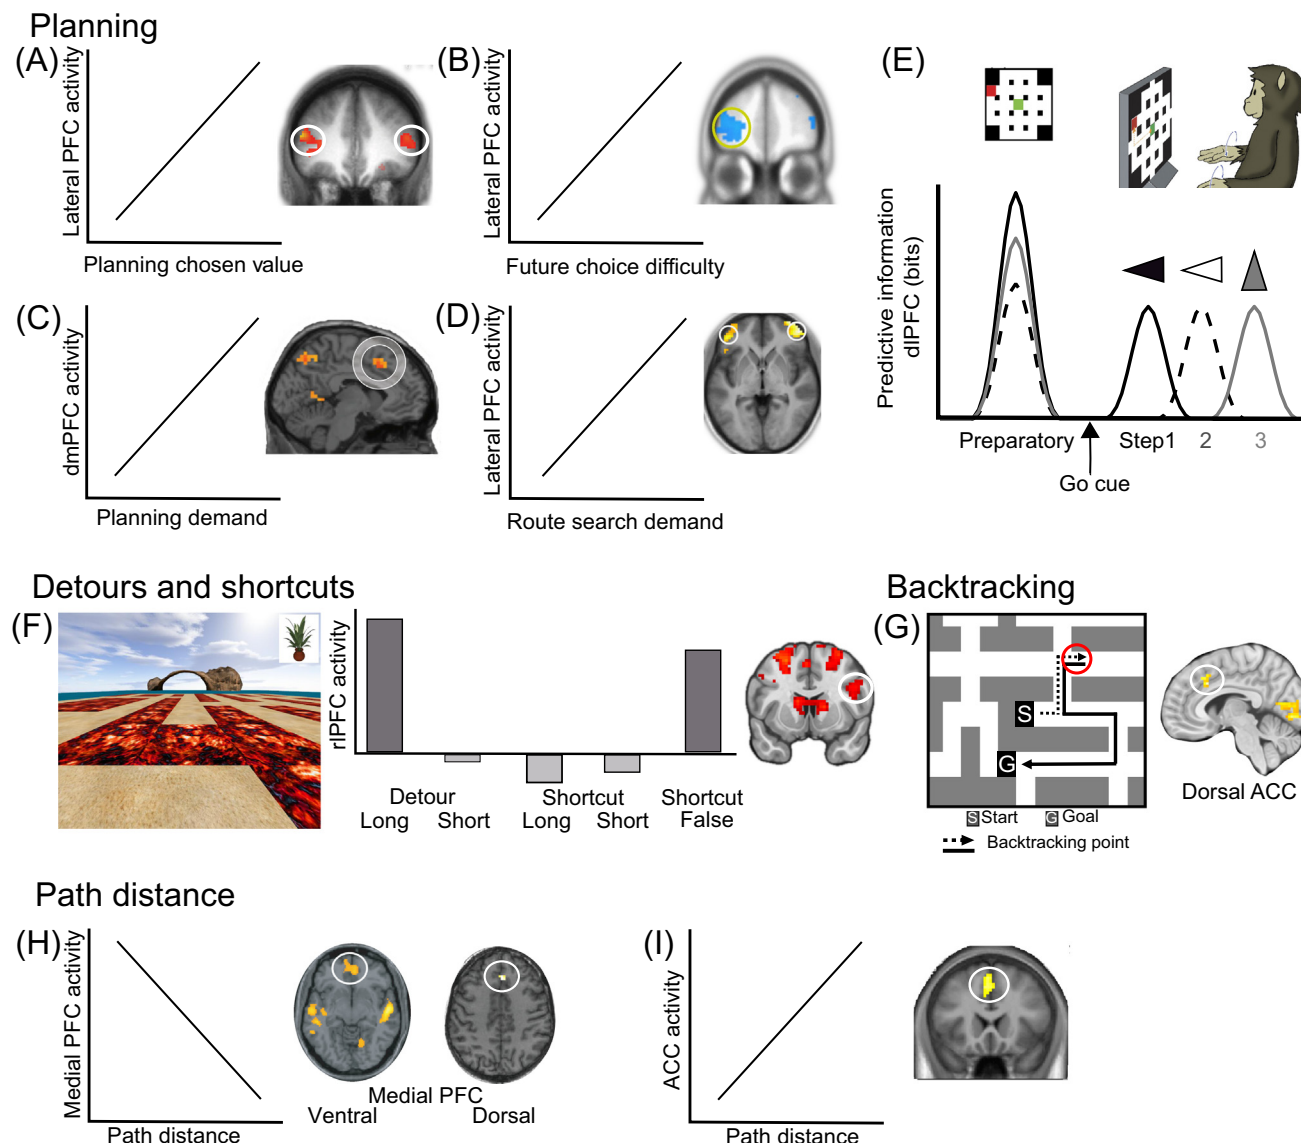 Planning
(A)
Lateral PFC activity
Planning chosen value
(B)
Lateral PFC activity
Future choice difficulty
(C)
dmPFC activity
Planning demand
(D)
Lateral PFC activity
Route search demand
(E)
Predictive information
dlPFC (bits)
Preparatory
Step1
2
3
Go cue
Detours and shortcuts
(F)
rlPFC activity
Detour
Long Short
Shortcut
Long Short
Shortcut
False
Backtracking
(G)
S
G
S Start
G Goal
Backtracking point
Dorsal ACC
Path distance
(H)
Medial PFC activity
Path distance
Medial PFC
Ventral
Dorsal
(I)
ACC activity
Path distance